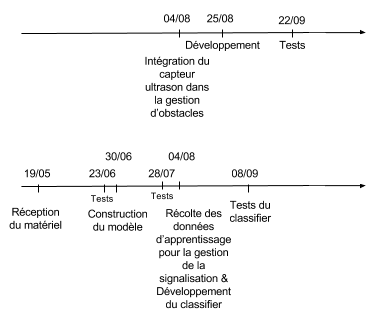 04/08
25/08
22/09
Développement
Tests
Intégration du
capteur
ultrason dans
la gestion
d'obstacles
30/06
04/08
19/05
23/06
28/07
08/09
Tests
Tests
Réception
du matériel
Construction
du modèle
Récolte des
données
d'apprentissage
pour la gestion
de la
signalisation &
Développement
du classifier
Tests du
classifier